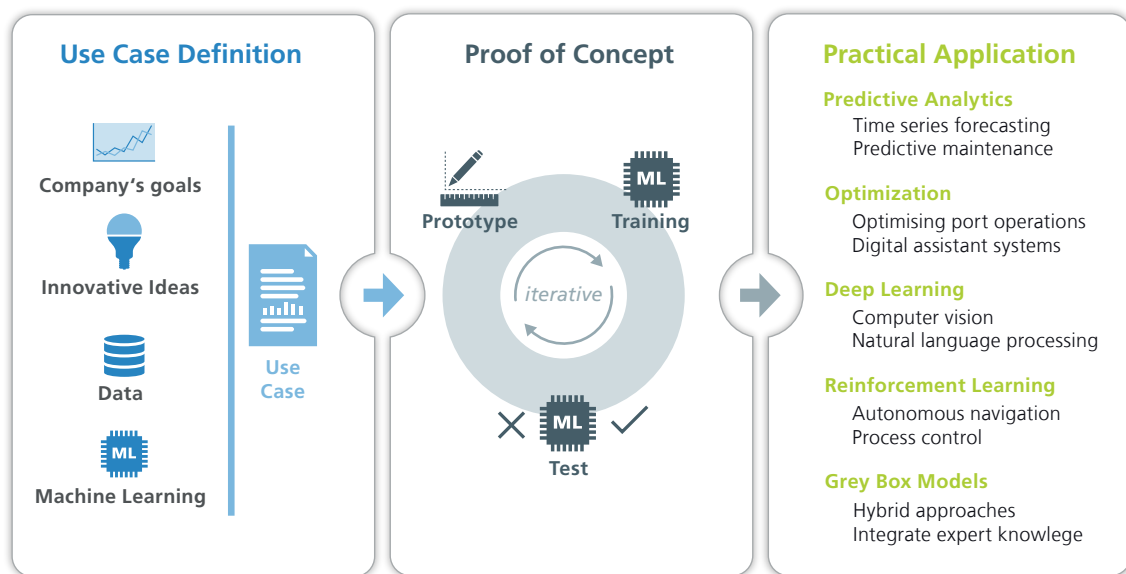 Use Case Definition
Company's goals
Innovative Ideas
Data
ML
Machine Learning
Use
Case
Proof of Concept
Prototype
ML
Training
iterative
ML
Test
Practical Application
Predictive Analytics
Time series forecasting
Predictive maintenance
Optimization
Optimising port operations
Digital assistant systems
Deep Learning
Computer vision
Natural language processing
Reinforcement Learning
Autonomous navigation
Process control
Grey Box Models
Hybrid approaches
Integrate expert knowlege